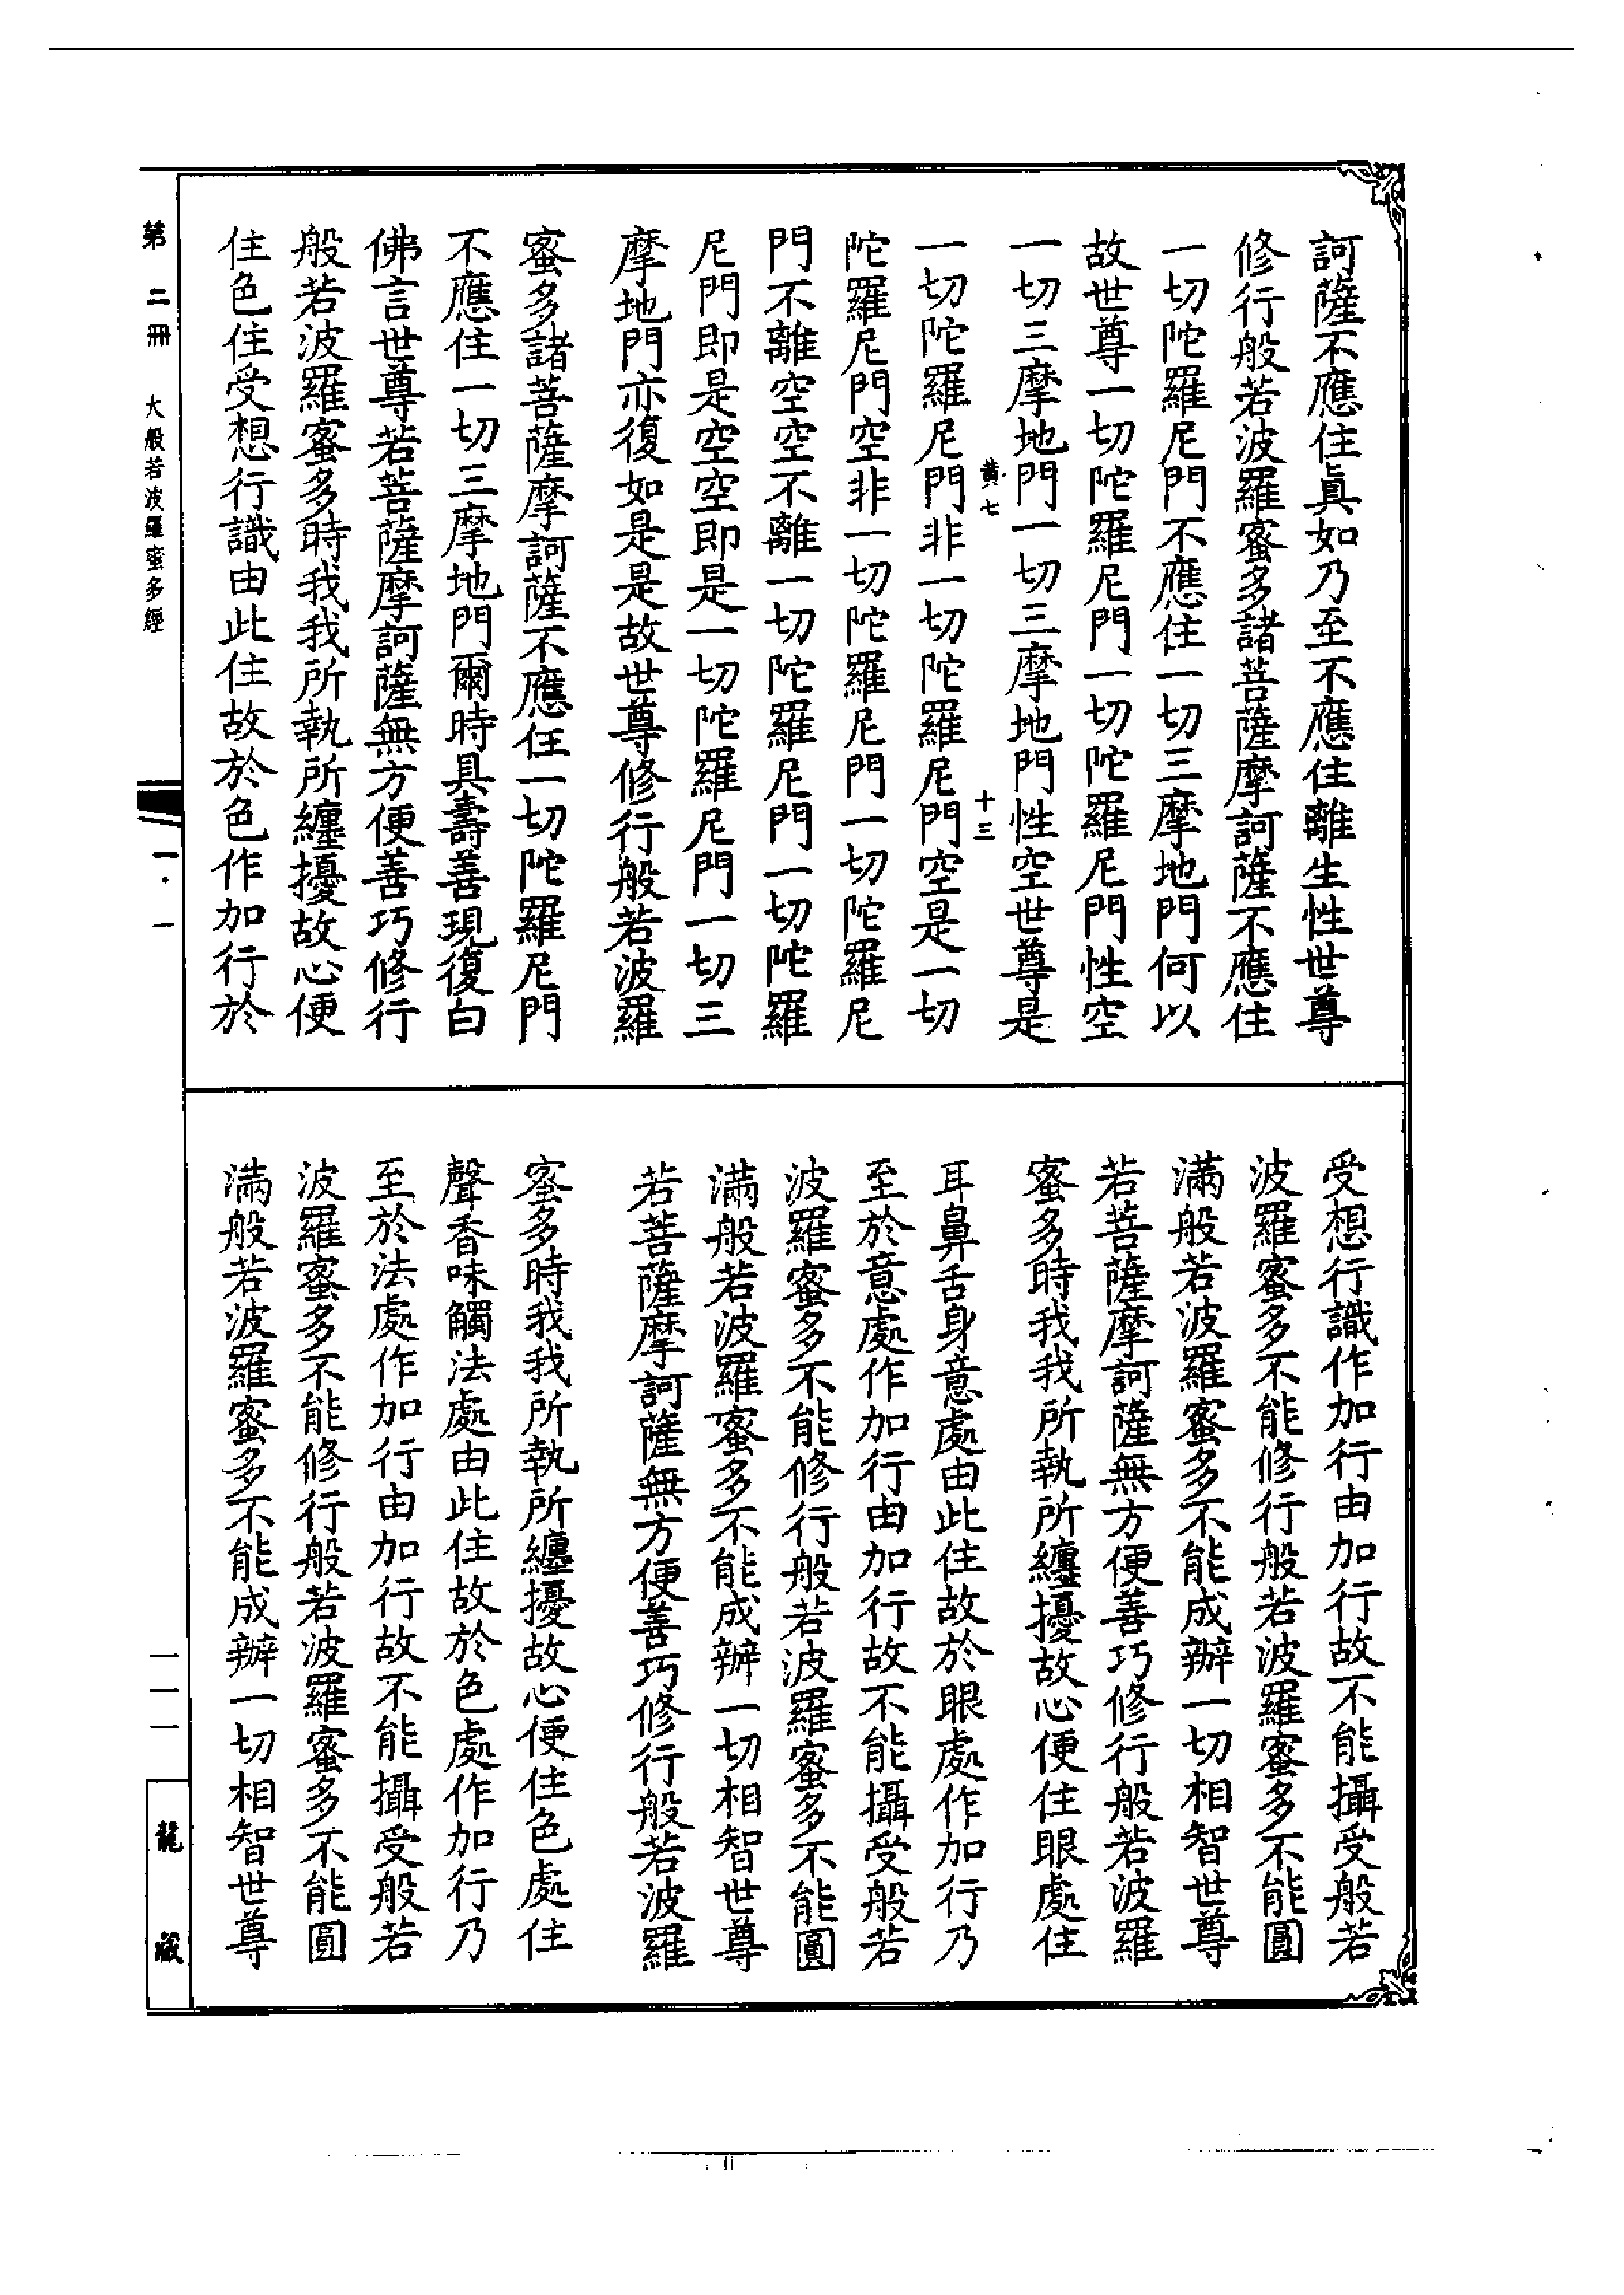 訶薩不應住真如乃至不應住離生性世尊
修行般若波羅蜜多諸菩薩摩訶薩不應住
一切陀羅尼門不應住一切三摩地門何以
故世尊一切陀羅尼門一切陀羅尼門性空
一切三摩地門一切三摩地門性空世尊是
黃七
十三
一切陀羅尼門非一切陀羅尼門空是一切
陀羅尼門空非一切陀羅尼門一切陀羅尼
門不離空空不離一切陀羅尼門一切陀羅
尼門即是空空即是一切陀羅尼門一切三
摩地門亦復如是是故世尊修行般若波羅
蜜多諸菩薩摩訶薩不應住一切陀羅尼門
不應住一切三摩地門爾時具壽善現復白
佛言世尊若菩薩摩訶薩無方便善巧修行
般若波羅蜜多時我我所執所纏擾故心便
住色住受想行識由此住故於色作加行於
受想行識作加行由加行故不能攝受般若
波羅蜜多不能修行般若波羅蜜多不能圓
滿般若波羅蜜多不能成辦一切相智世尊
若菩薩摩訶薩無方便善巧修行般若波羅
蜜多時我我所執所纏擾故心便住眼處住
耳鼻舌身意處由此住故於眼處作加行乃
至於意處作加行由加行故不能攝受般若
波羅蜜多不能修行般若波羅蜜多不能圓
滿般若波羅蜜多不能成辦一切相智世尊
若菩薩摩訶薩無方便善巧修行般若波羅
蜜多時我我所執所纏擾故心便住色處住
聲香味觸法處由此住故於色處作加行乃
至於法處作加行由加行故不能攝受般若
波羅蜜多不能修行般若波羅蜜多不能圓
滿般若波羅蜜多不能成辦一切相智世尊
第二冊 大般若波羅蜜多經
一·一
一一一
龍藏